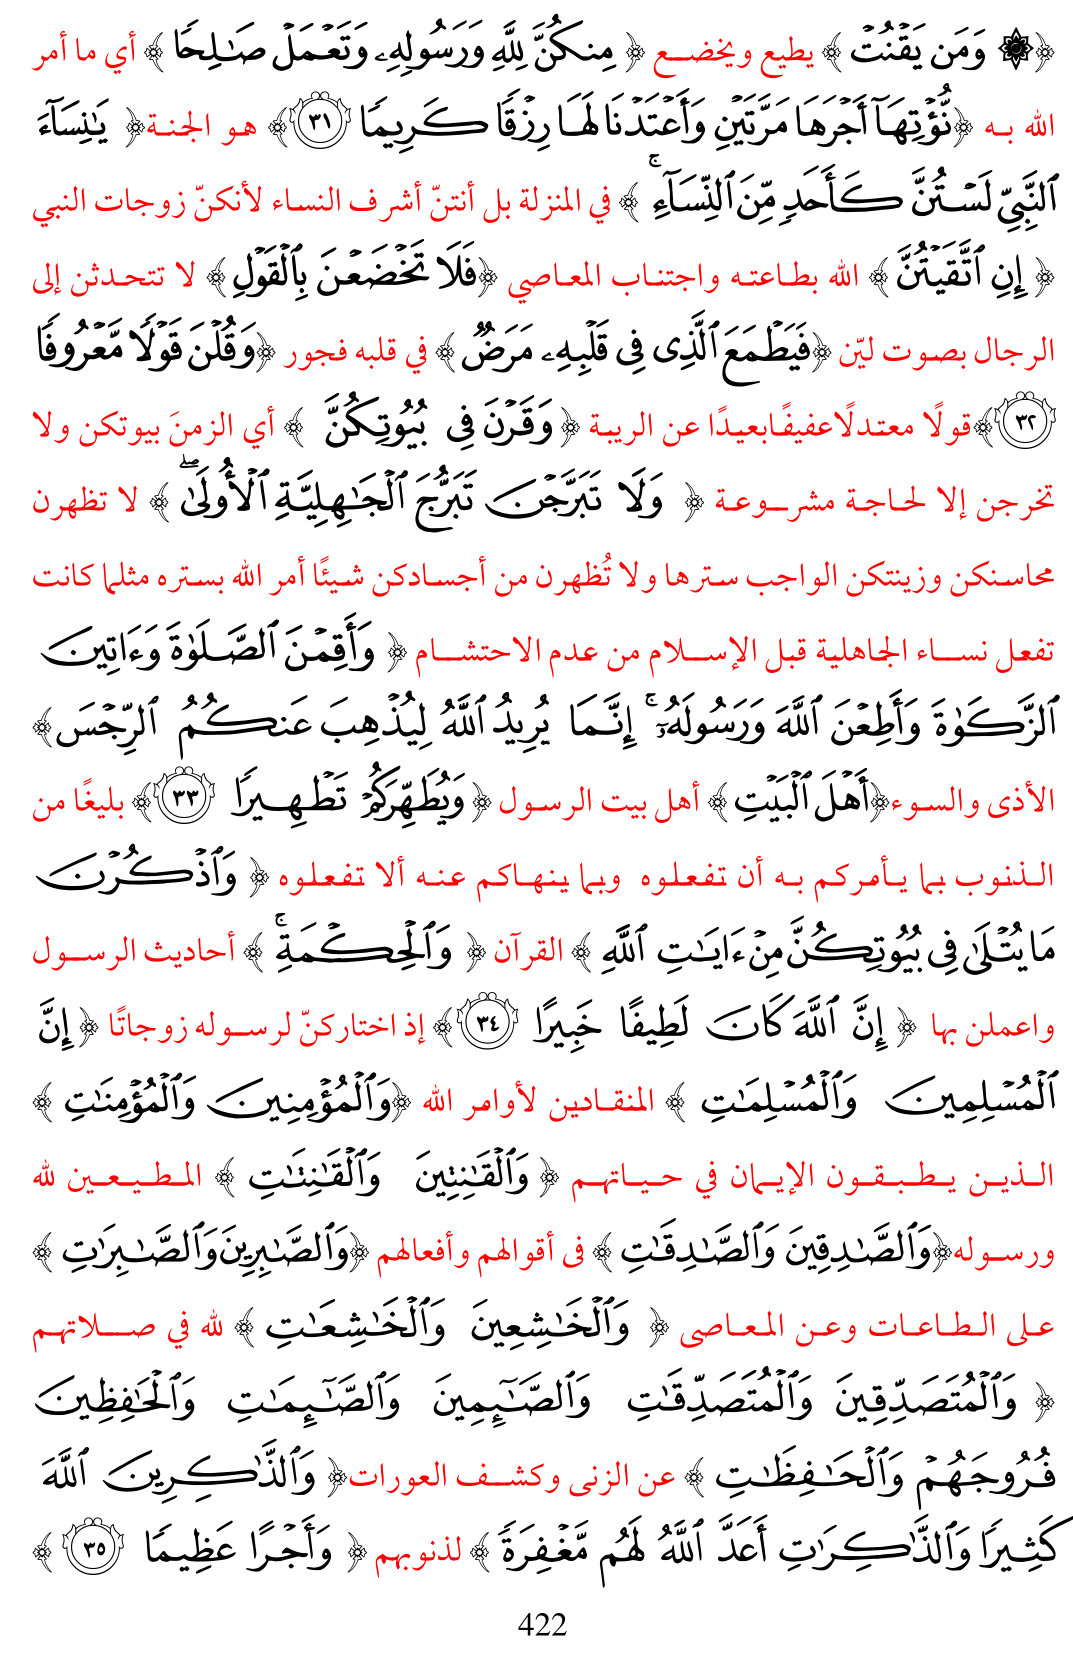 ﴿۞ وَمَن يَقْنُتْ ﴾ يطيع ويخضع ﴿ مِنكُنَّ لِلَّهِ وَرَسُولِهِۦ وَتَعْمَلْ صَٰلِحًا ﴾ أي ما أمر
الله به ﴿نُّؤْتِهَآ أَجْرَهَا مَرَّتَيْنِ وَأَعْتَدْنَا لَهَا رِزْقًا كَرِيمًا ٣١﴾ هو الجنة﴿ يَٰنِسَآءَ
ٱلنَّبِيِّ لَسْتُنَّ كَأَحَدٍ مِّنَ ٱلنِّسَآءِۚ ﴾ في المنزلة بل أنتنّ أشرف النساء لأنكنّ زوجات النبي
﴿ إِنِ ٱتَّقَيْتُنَّ﴾ الله بطاعته واجتناب المعاصي ﴿فَلَا تَخْضَعْنَ بِٱلْقَوْلِ﴾ لا تتحدثن إلى
الرجال بصوت ليّن ﴿فَيَطْمَعَ ٱلَّذِى فِى قَلْبِهِۦ مَرَضٌ ﴾ في قلبه فجور ﴿وَقُلْنَ قَوْلًا مَّعْرُوفًا
٣٢﴾قولًا معتدلًاعفيفًابعيدًا عن الريبة ﴿ وَقَرْنَ فِى بُيُوتِكُنَّ ﴾ أي الزمنَ بيوتكن ولا
تخرجن إلا لحاجة مشروعة ﴿ وَلَا تَبَرَّجْنَ تَبَرُّجَ ٱلْجَٰهِلِيَّةِ ٱلْأُولَىٰۖ ﴾ لا تظهرن
محاسنكن وزينتكن الواجب سترها ولا تُظهرن من أجسادكن شيئًا أمر الله بستره مثلما كانت
تفعل نساء الجاهلية قبل الإسلام من عدم الاحتشام ﴿ وَأَقِمْنَ ٱلصَّلَوٰةَ وَءَاتِينَ
ٱلزَّكَوٰةَ وَأَطِعْنَ ٱللَّهَ وَرَسُولَهُۥٓۚ إِنَّمَا يُرِيدُ ٱللَّهُ لِيُذْهِبَ عَنكُمُ ٱلرِّجْسَ﴾
الأذى والسوء﴿أَهْلَ ٱلْبَيْتِ﴾ أهل بيت الرسول ﴿وَيُطَهِّرَكُمْ تَطْهِيرًا ٣٣﴾ بليغًا من
الذنوب بما يأمركم به أن تفعلوه وبما ينهاكم عنه ألا تفعلوه ﴿ وَٱذْكُرْنَ
مَا يُتْلَىٰ فِى بُيُوتِكُنَّ مِنْ ءَايَٰتِ ٱللَّهِ ﴾ القرآن ﴿ وَٱلْحِكْمَةِۚ ﴾ أحاديث الرسول
واعملن بها ﴿ إِنَّ ٱللَّهَ كَانَ لَطِيفًا خَبِيرًا ٣٤﴾ إذ اختاركنّ لرسوله زوجاتًا ﴿إِنَّ
ٱلْمُسْلِمِينَ وَٱلْمُسْلِمَٰتِ ﴾ المنقادين لأوامر الله ﴿وَٱلْمُؤْمِنِينَ وَٱلْمُؤْمِنَٰتِ ﴾
الذين يطبقون الإيمان في حياتهم ﴿ وَٱلْقَٰنِتِينَ وَٱلْقَٰنِتَٰتِ ﴾ المطيعين لله
ورسوله﴿وَٱلصَّٰدِقِينَ وَٱلصَّٰدِقَٰتِ ﴾ فى أقوالهم وأفعالهم ﴿وَٱلصَّٰبِرِينَ وَٱلصَّٰبِرَٰتِ ﴾
على الطاعات وعن المعاصى ﴿ وَٱلْخَٰشِعِينَ وَٱلْخَٰشِعَٰتِ ﴾ لله في صلاتهم
﴿ وَٱلْمُتَصَدِّقِينَ وَٱلْمُتَصَدِّقَٰتِ وَٱلصَّٰٓئِمِينَ وَٱلصَّٰٓئِمَٰتِ وَٱلْحَٰفِظِينَ
فُرُوجَهُمْ وَٱلْحَٰفِظَٰتِ ﴾ عن الزنى وكشف العورات﴿ وَٱلذَّٰكِرِينَ ٱللَّهَ
كَثِيرًا وَٱلذَّٰكِرَٰتِ أَعَدَّ ٱللَّهُ لَهُم مَّغْفِرَةً ﴾ لذنوبهم ﴿ وَأَجْرًا عَظِيمًا ٣٥ ﴾
422